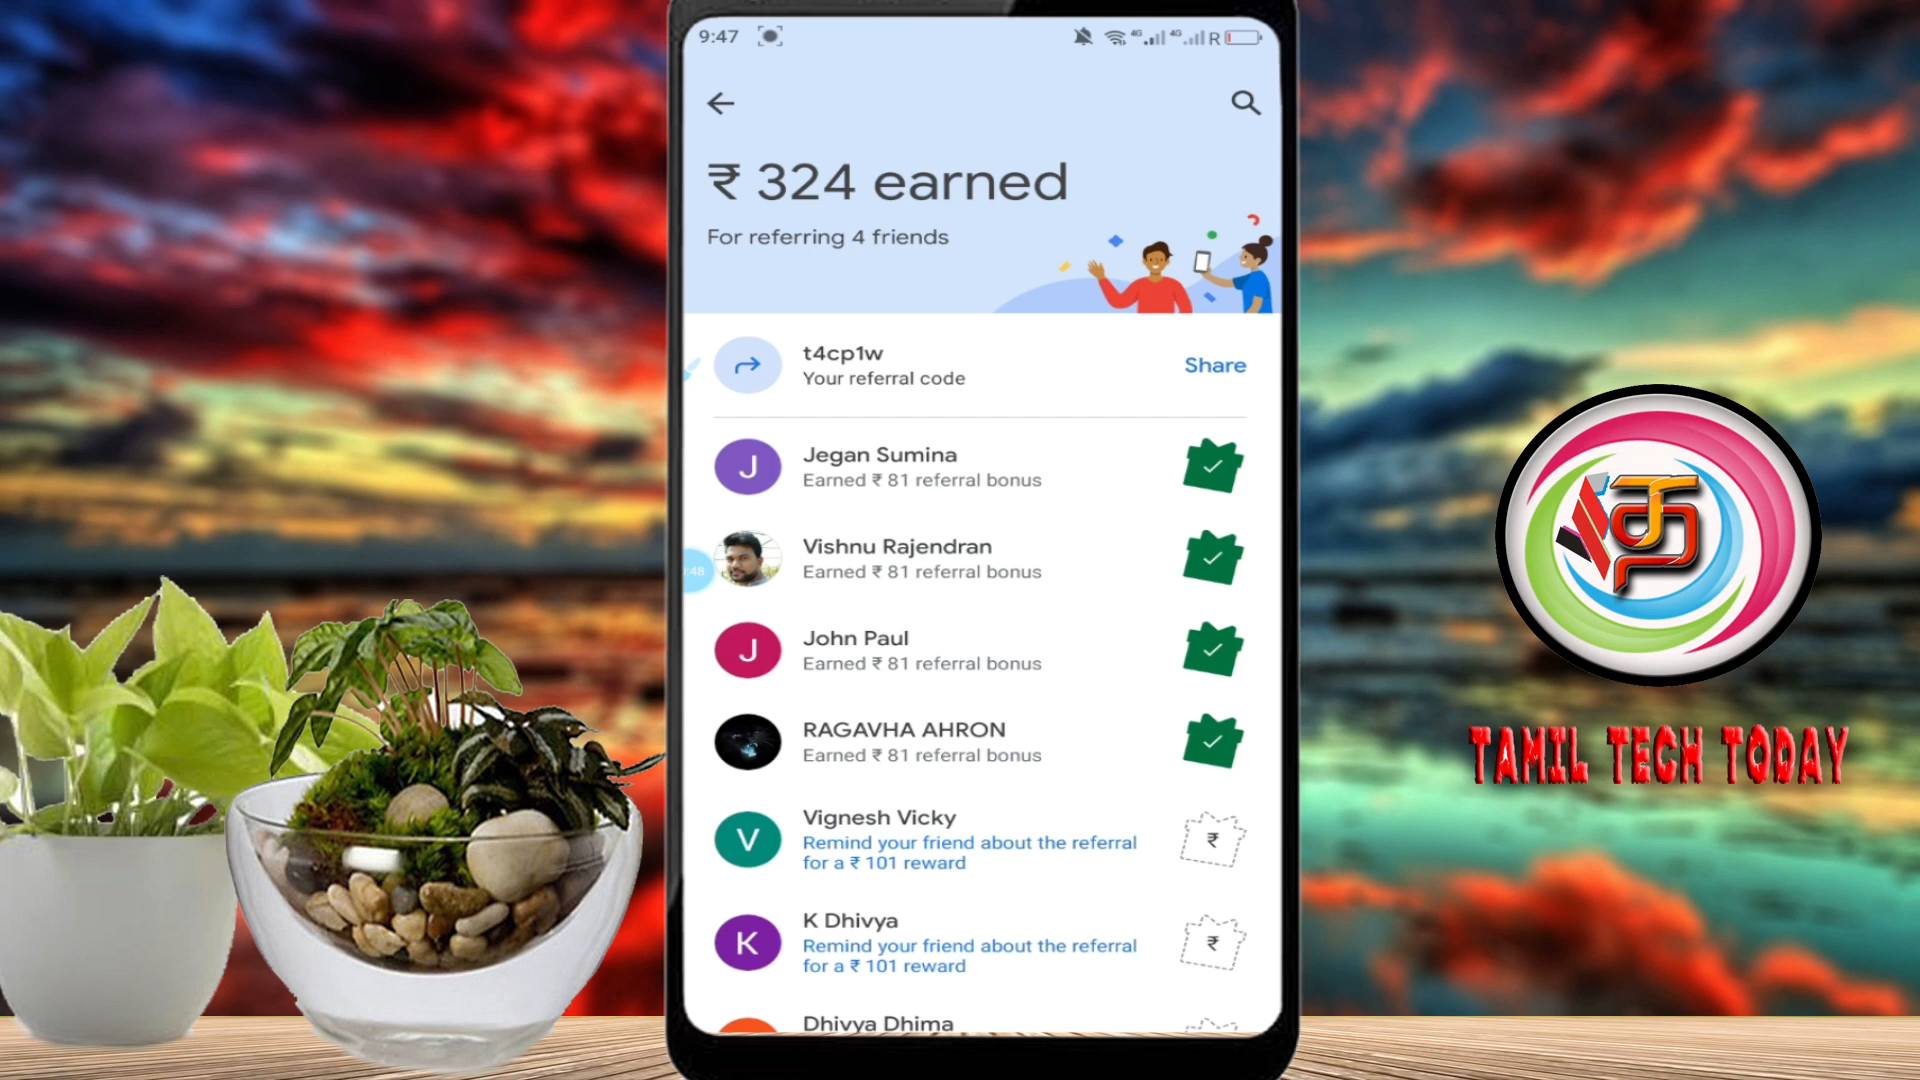 9:47
4G 4G R
₹ 324 earned
For referring 4 friends
t4cp1w
Your referral code
Share
J
Jegan Sumina
Earned ₹ 81 referral bonus
:48
Vishnu Rajendran
Earned ₹ 81 referral bonus
J
John Paul
Earned ₹ 81 referral bonus
RAGAVHA AHRON
Earned ₹ 81 referral bonus
V
Vignesh Vicky
Remind your friend about the referral
for a ₹ 101 reward
₹
K
K Dhivya
Remind your friend about the referral
for a ₹ 101 reward
₹
Dhivya Dhima
த
TAMIL TECH TODAY